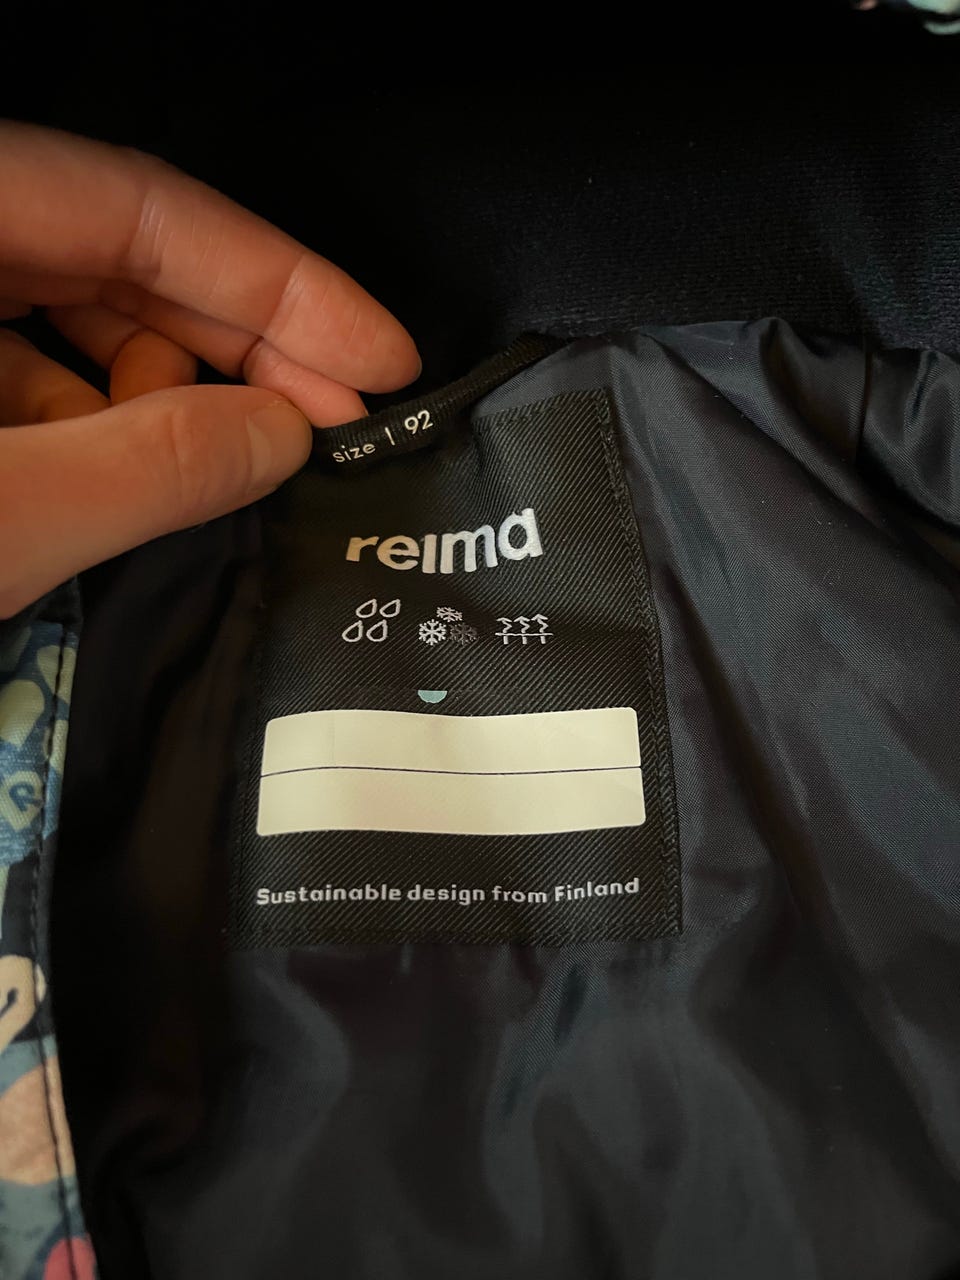 size | 92
reima
Sustainable design from Finland